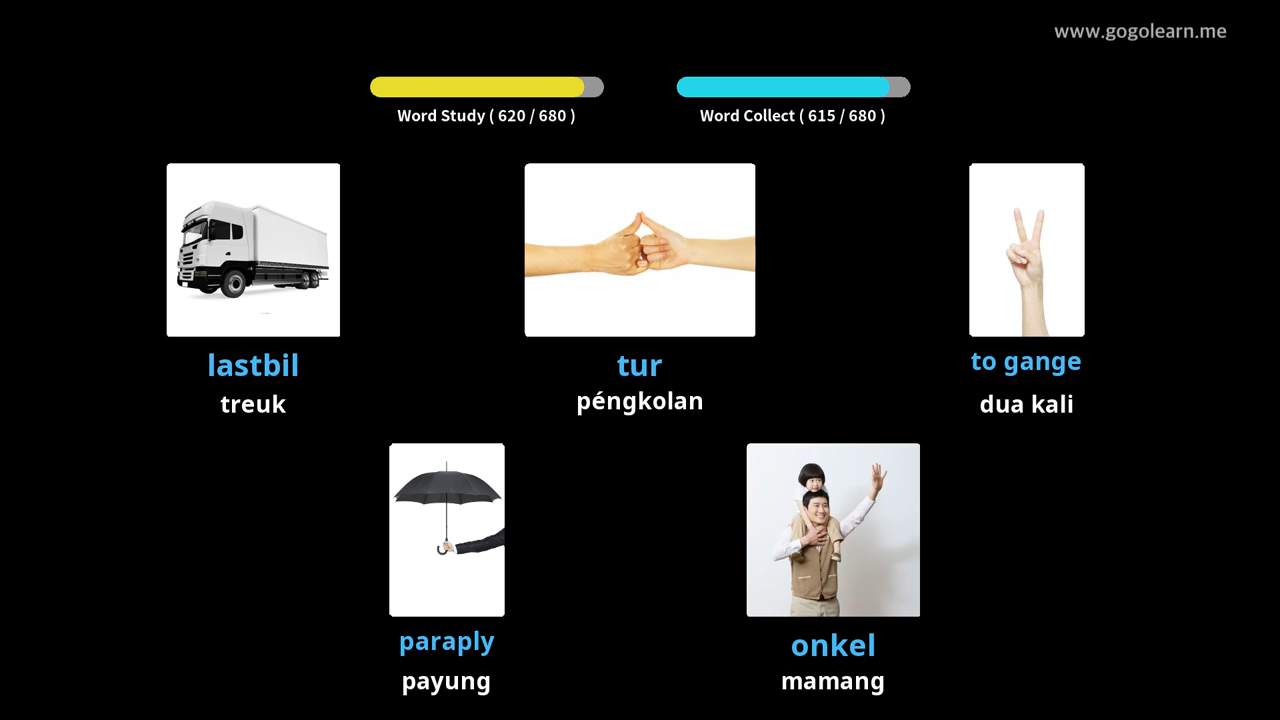 www.gogolearn.me
Word Study ( 620 / 680 )
Word Collect ( 615 / 680 )
lastbil
treuk
tur
péngkolan
to gange
dua kali
paraply
payung
onkel
mamang